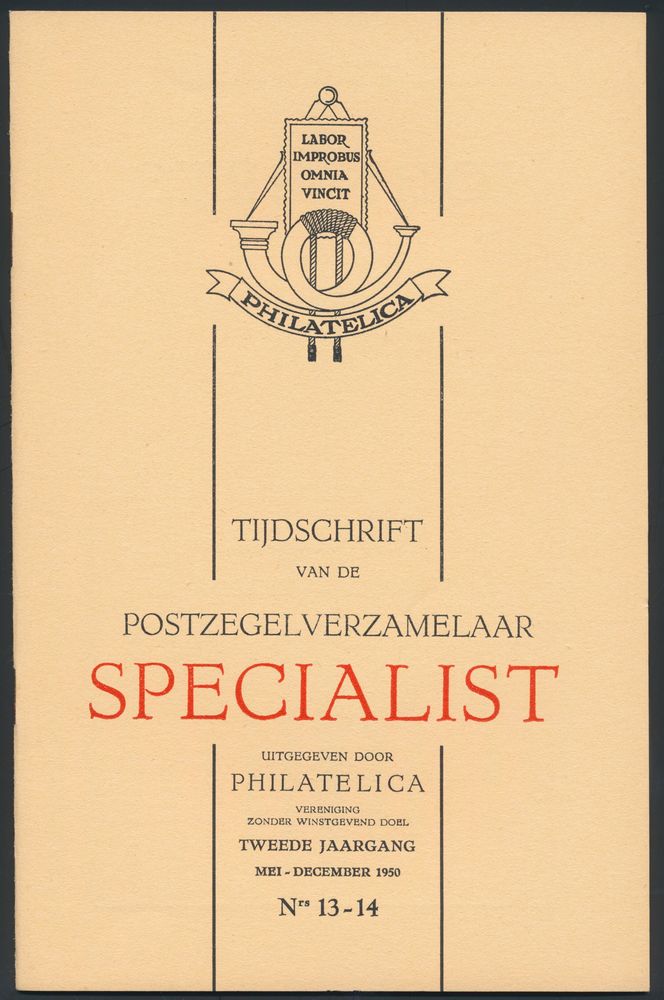 LABOR
IMPROBUS
OMNIA
VINCIT
PHILATELICA
TIJDSCHRIFT
VAN DE
POSTZEGELVERZAMELAAR
SPECIALIST
UITGEGEVEN DOOR
PHILATELICA
VERENIGING
ZONDER WINSTGEVEND DOEL
TWEEDE JAARGANG
MEI - DECEMBER 1950
Nrs 13-14